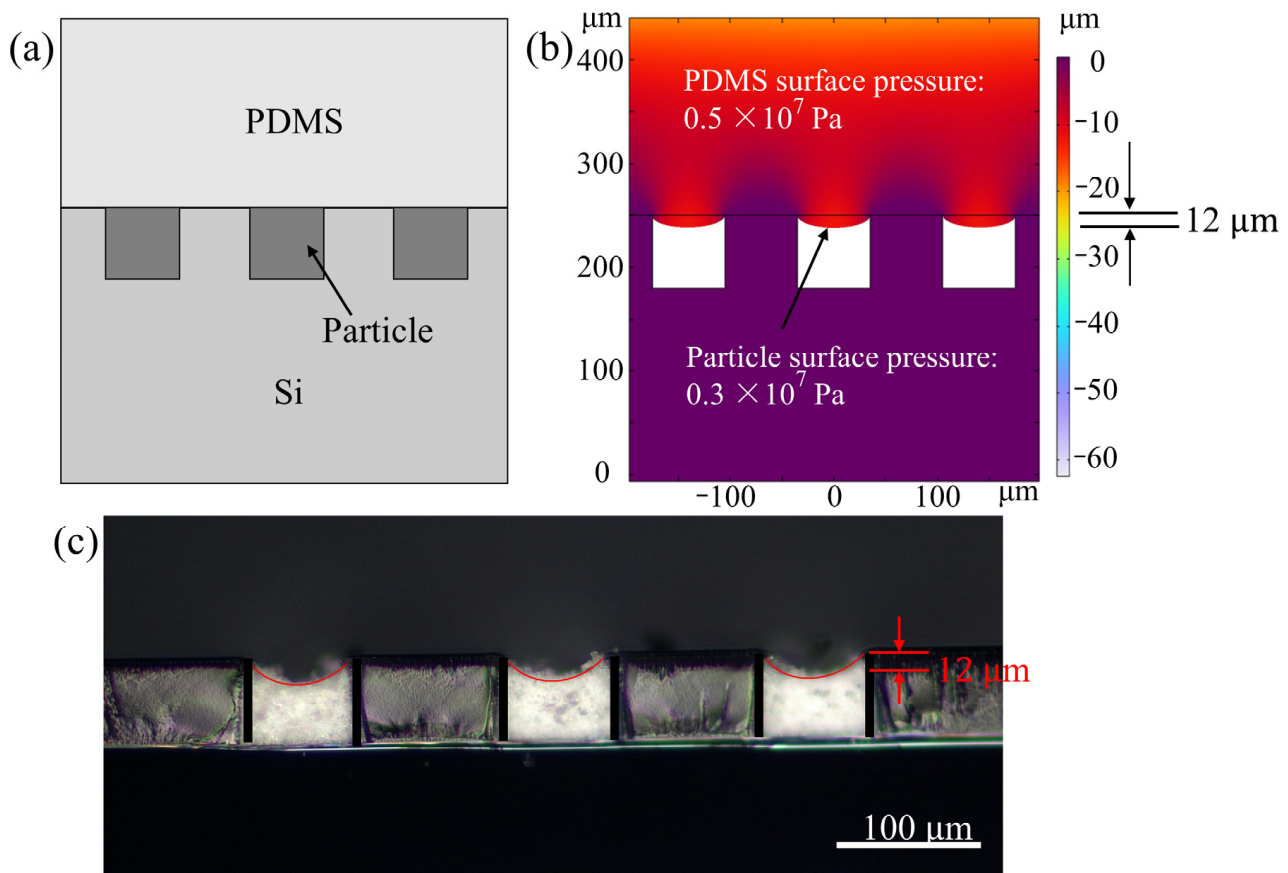 (a)
PDMS
Particle
Si
(b)
μm
400
300
200
100
0
−100
0
100
μm
PDMS surface pressure:
0.5 ×10⁷ Pa
Particle surface pressure:
0.3 ×10⁷ Pa
μm
0
−10
−20
−30
−40
−50
−60
12 μm
(c)
12 μm
100 μm